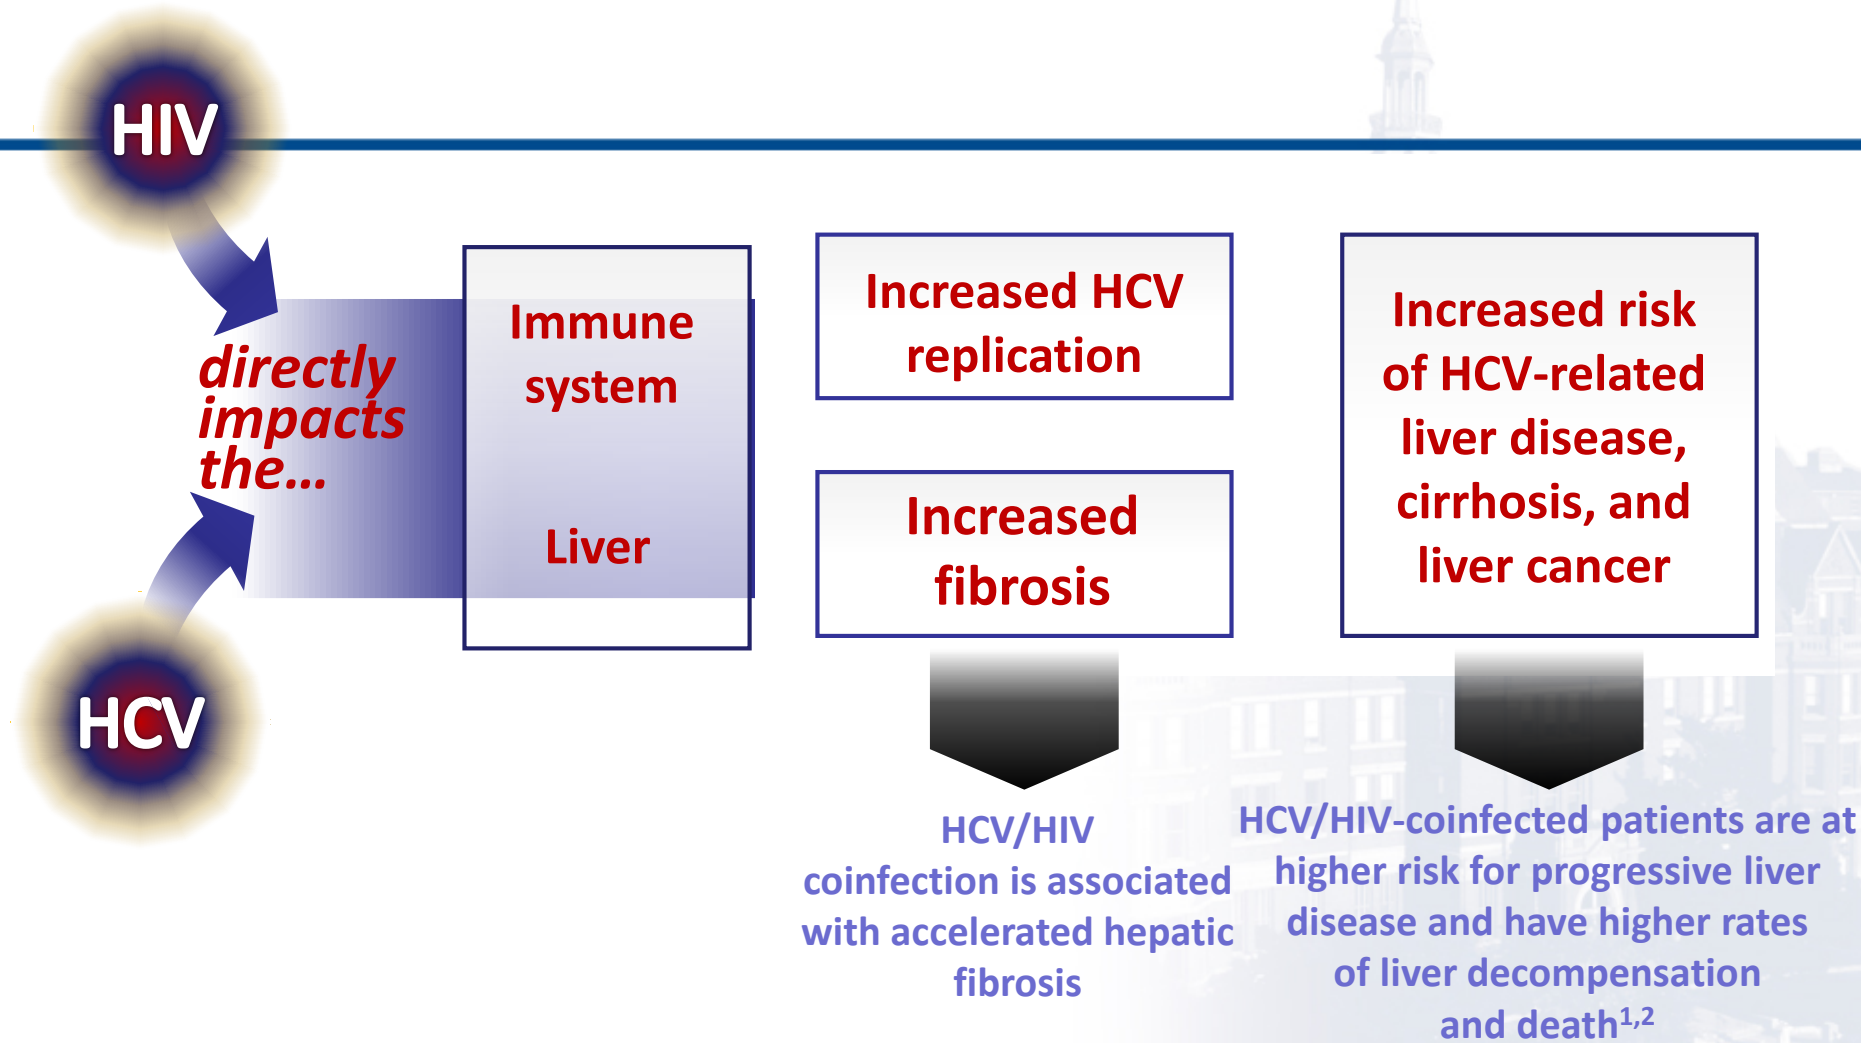 HIV
directly
impacts
the…
HCV
Immune
system
Liver
Increased HCV
replication
Increased
fibrosis
HCV/HIV
coinfection is associated
with accelerated hepatic
fibrosis
Increased risk
of HCV-related
liver disease,
cirrhosis, and
liver cancer
HCV/HIV-coinfected patients are at
higher risk for progressive liver
disease and have higher rates
of liver decompensation
and death1,2